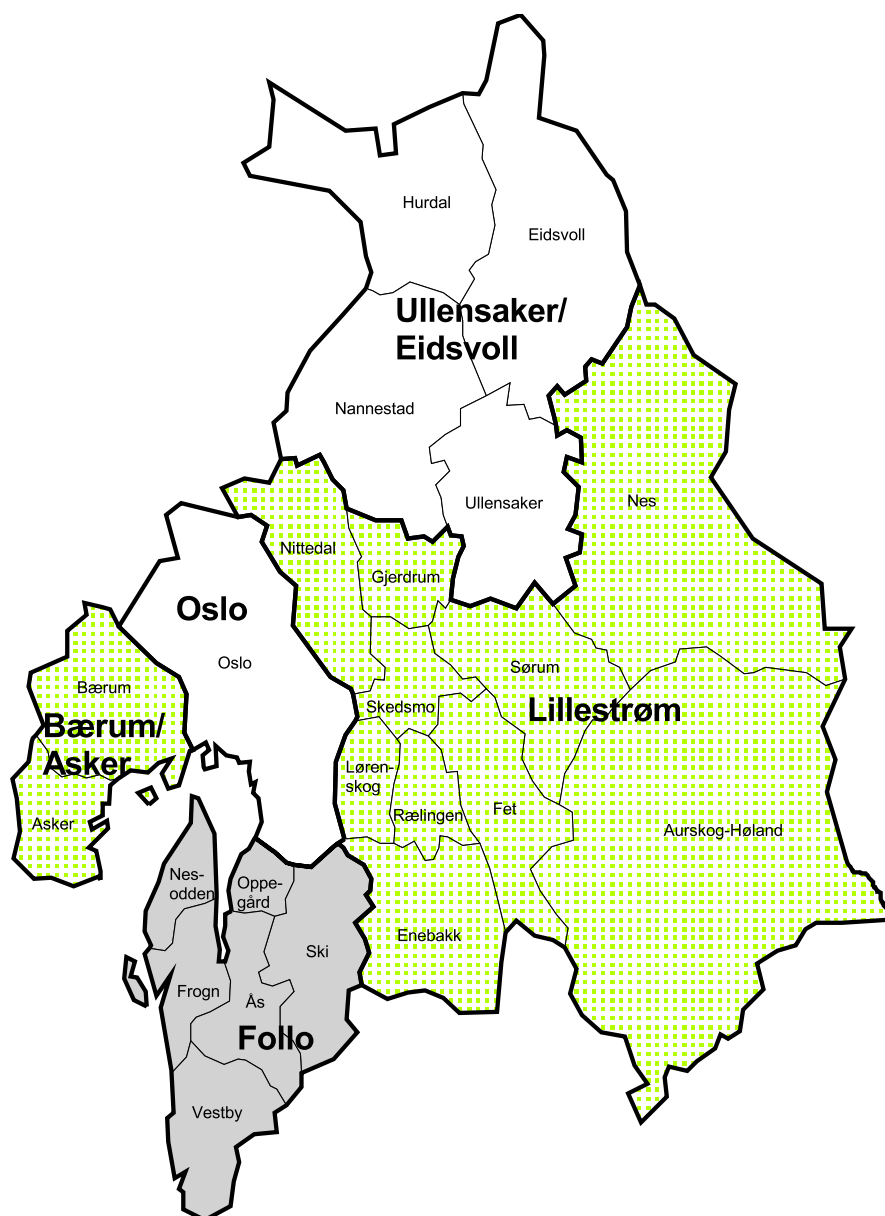 Hurdal
Eidsvoll
Ullensaker/
Eidsvoll
Nannestad
Ullensaker
Nes
Nittedal
Gjerdrum
Oslo
Oslo
Sørum
Bærum
Skedsmo
Lillestrøm
Bærum/
Asker
Løren-
skog
Rælingen
Fet
Asker
Aurskog-Høland
Nes-
odden
Oppe-
gård
Enebakk
Ski
Frogn
Ås
Follo
Vestby